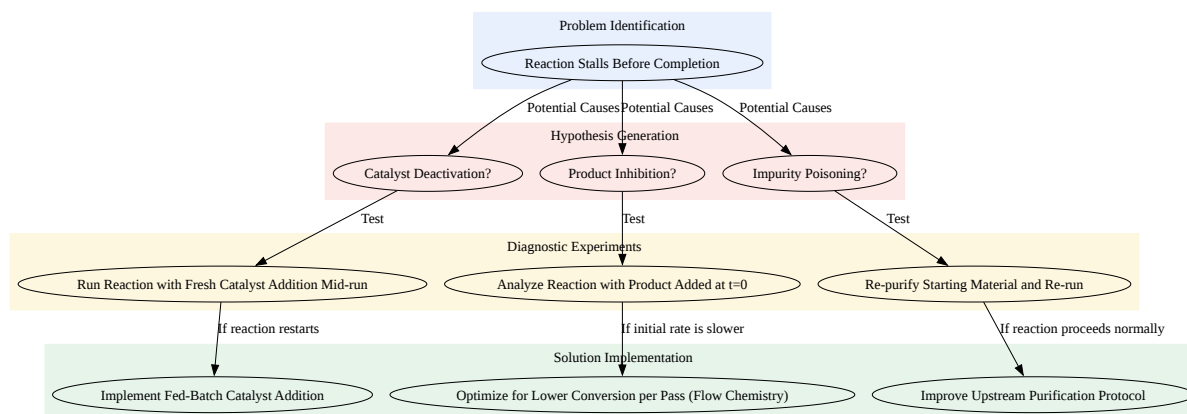 Problem Identification
Reaction Stalls Before Completion
Potential Causes
Potential Causes
Potential Causes
Hypothesis Generation
Catalyst Deactivation?
Product Inhibition?
Impurity Poisoning?
Test
Test
Test
Diagnostic Experiments
Run Reaction with Fresh Catalyst Addition Mid-run
Analyze Reaction with Product Added at t=0
Re-purify Starting Material and Re-run
If reaction restarts
If initial rate is slower
If reaction proceeds normally
Solution Implementation
Implement Fed-Batch Catalyst Addition
Optimize for Lower Conversion per Pass (Flow Chemistry)
Improve Upstream Purification Protocol